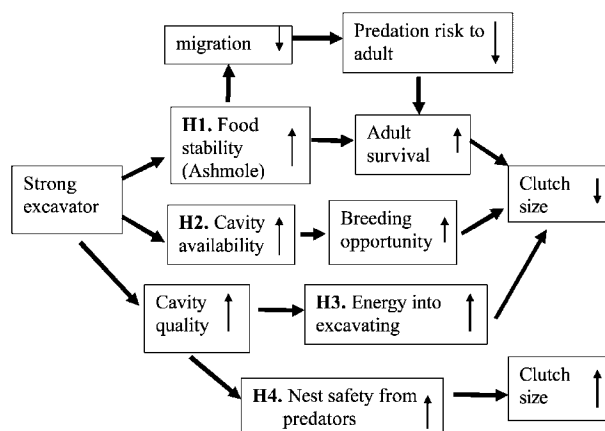 migration
Predation risk to
adult
H1. Food
stability
(Ashmole)
Adult
survival
Strong
excavator
Clutch
size
H2. Cavity
availability
Breeding
opportunity
Cavity
quality
H3. Energy into
excavating
H4. Nest safety from
predators
Clutch
size